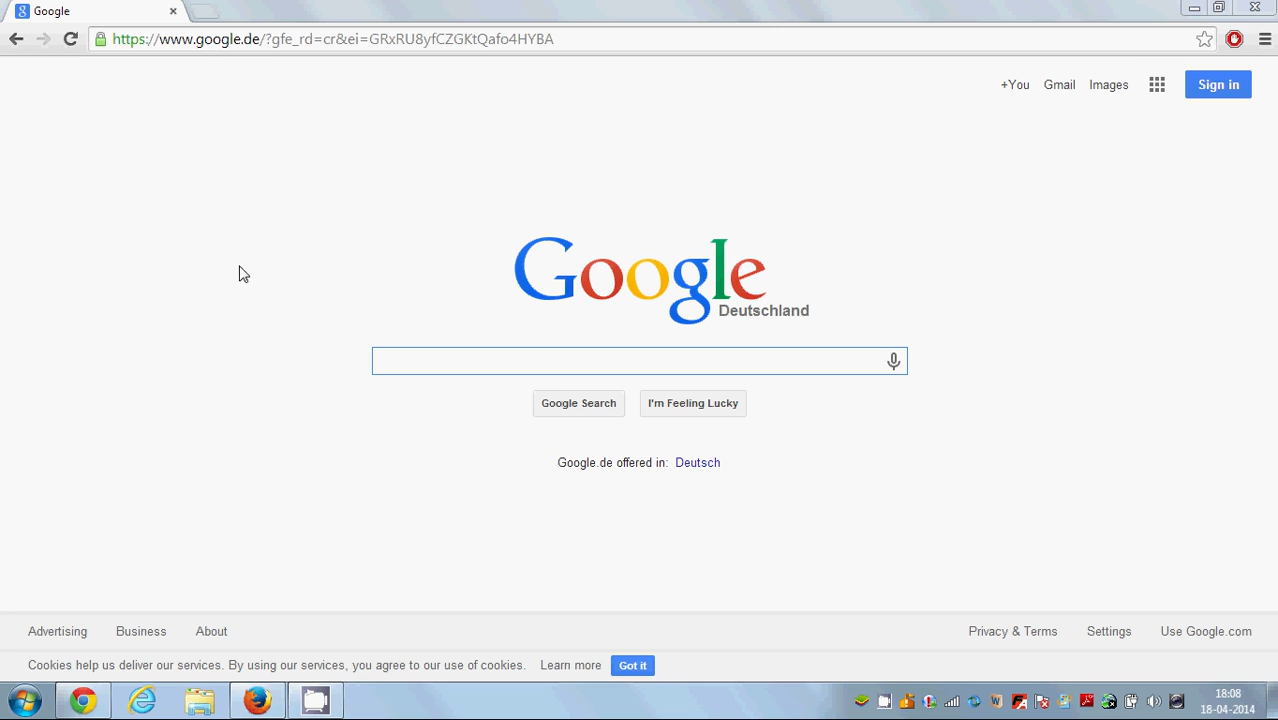 Google
https://www.google.de/?gfe_rd=cr&ei=GRxRU8yfCZGKtQafo4HYBA
+You Gmail Images Sign in
Google
Deutschland
Google Search I'm Feeling Lucky
Google.de offered in: Deutsch
Advertising Business About Privacy & Terms Settings Use Google.com
Cookies help us deliver our services. By using our services, you agree to our use of cookies. Learn more Got it
18:08
18-04-2014